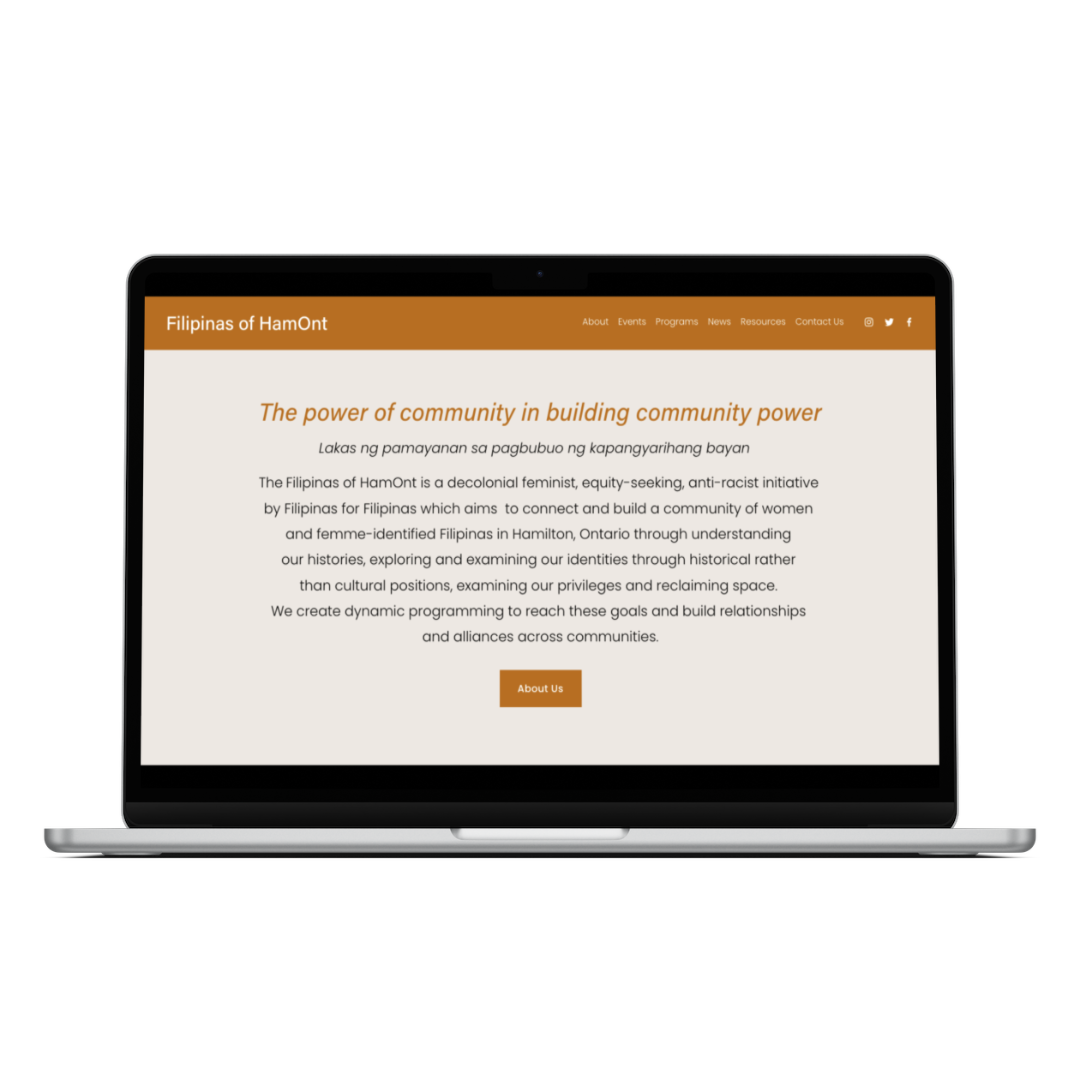 Filipinas of HamOnt
About Events Programs News Resources Contact Us
The power of community in building community power
Lakas ng pamayanan sa pagbubuo ng kapangyarihang bayan
The Filipinas of HamOnt is a decolonial feminist, equity-seeking, anti-racist initiative
by Filipinas for Filipinas which aims  to connect and build a community of women
and femme-identified Filipinas in Hamilton, Ontario through understanding
our histories, exploring and examining our identities through historical rather
than cultural positions, examining our privileges and reclaiming space.
We create dynamic programming to reach these goals and build relationships
and alliances across communities.
About Us